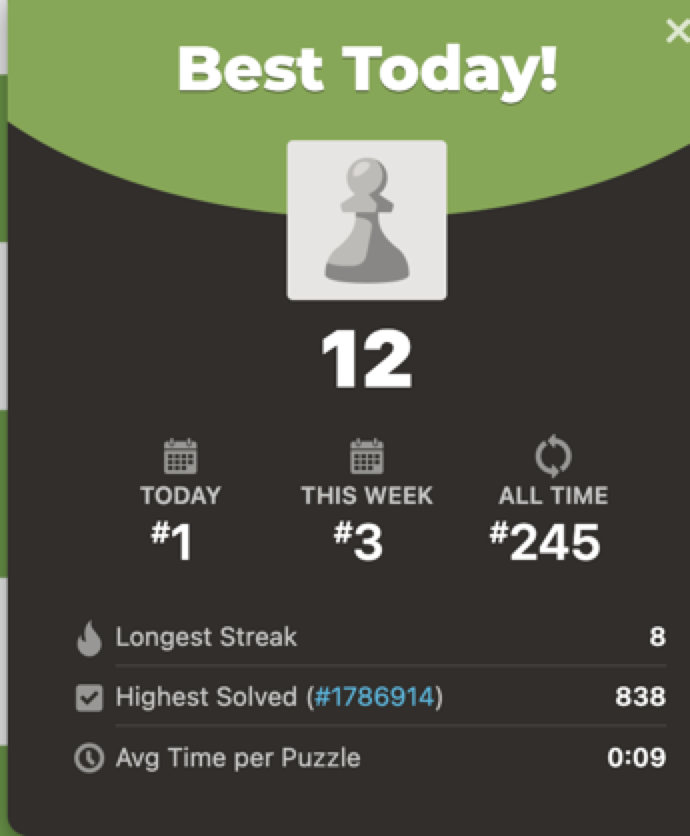 Best Today!
12
TODAY THIS WEEK ALL TIME
#1 #3 #245
Longest Streak 8
Highest Solved (#1786914) 838
Avg Time per Puzzle 0:09